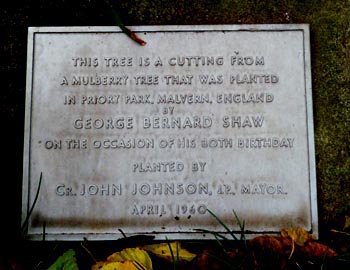 THIS TREE IS A CUTTING FROM
A MULBERRY TREE THAT WAS PLANTED
IN PRIORY PARK, MALVERN, ENGLAND
BY
GEORGE BERNARD SHAW
ON THE OCCASION OF HIS 80TH BIRTHDAY
PLANTED BY
CR. JOHN JOHNSON, J.P., MAYOR.
APRIL 1960